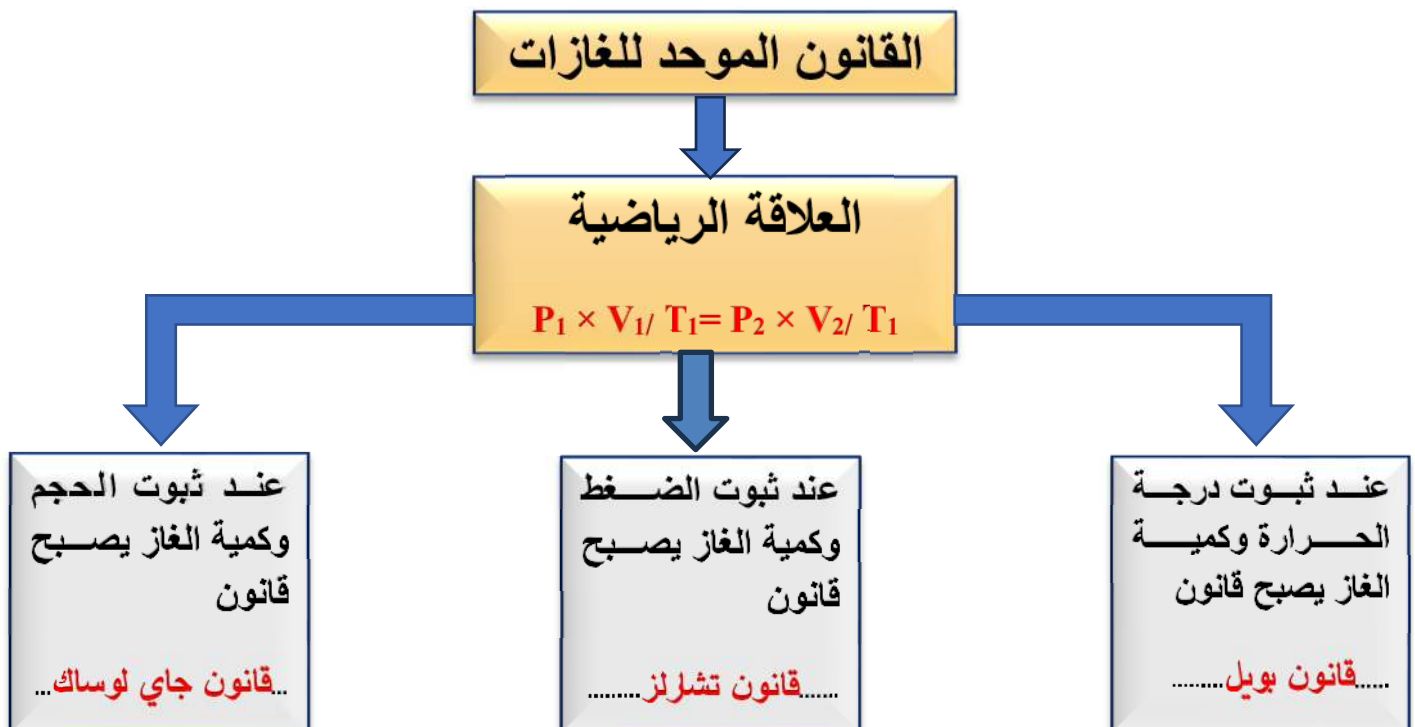 القانون الموحد للغازات
العلاقة الرياضية
P₁ × V₁/ T₁= P₂ × V₂/ T₁
عند ثبوت درجة
الحرارة وكمية
الغاز يصبح قانون
......قانون بويل.........
عند ثبوت الضغط
وكمية الغاز يصبح
قانون
.......قانون تشارلز.........
عند ثبوت الحجم
وكمية الغاز يصبح
قانون
...قانون جاي لوساك...